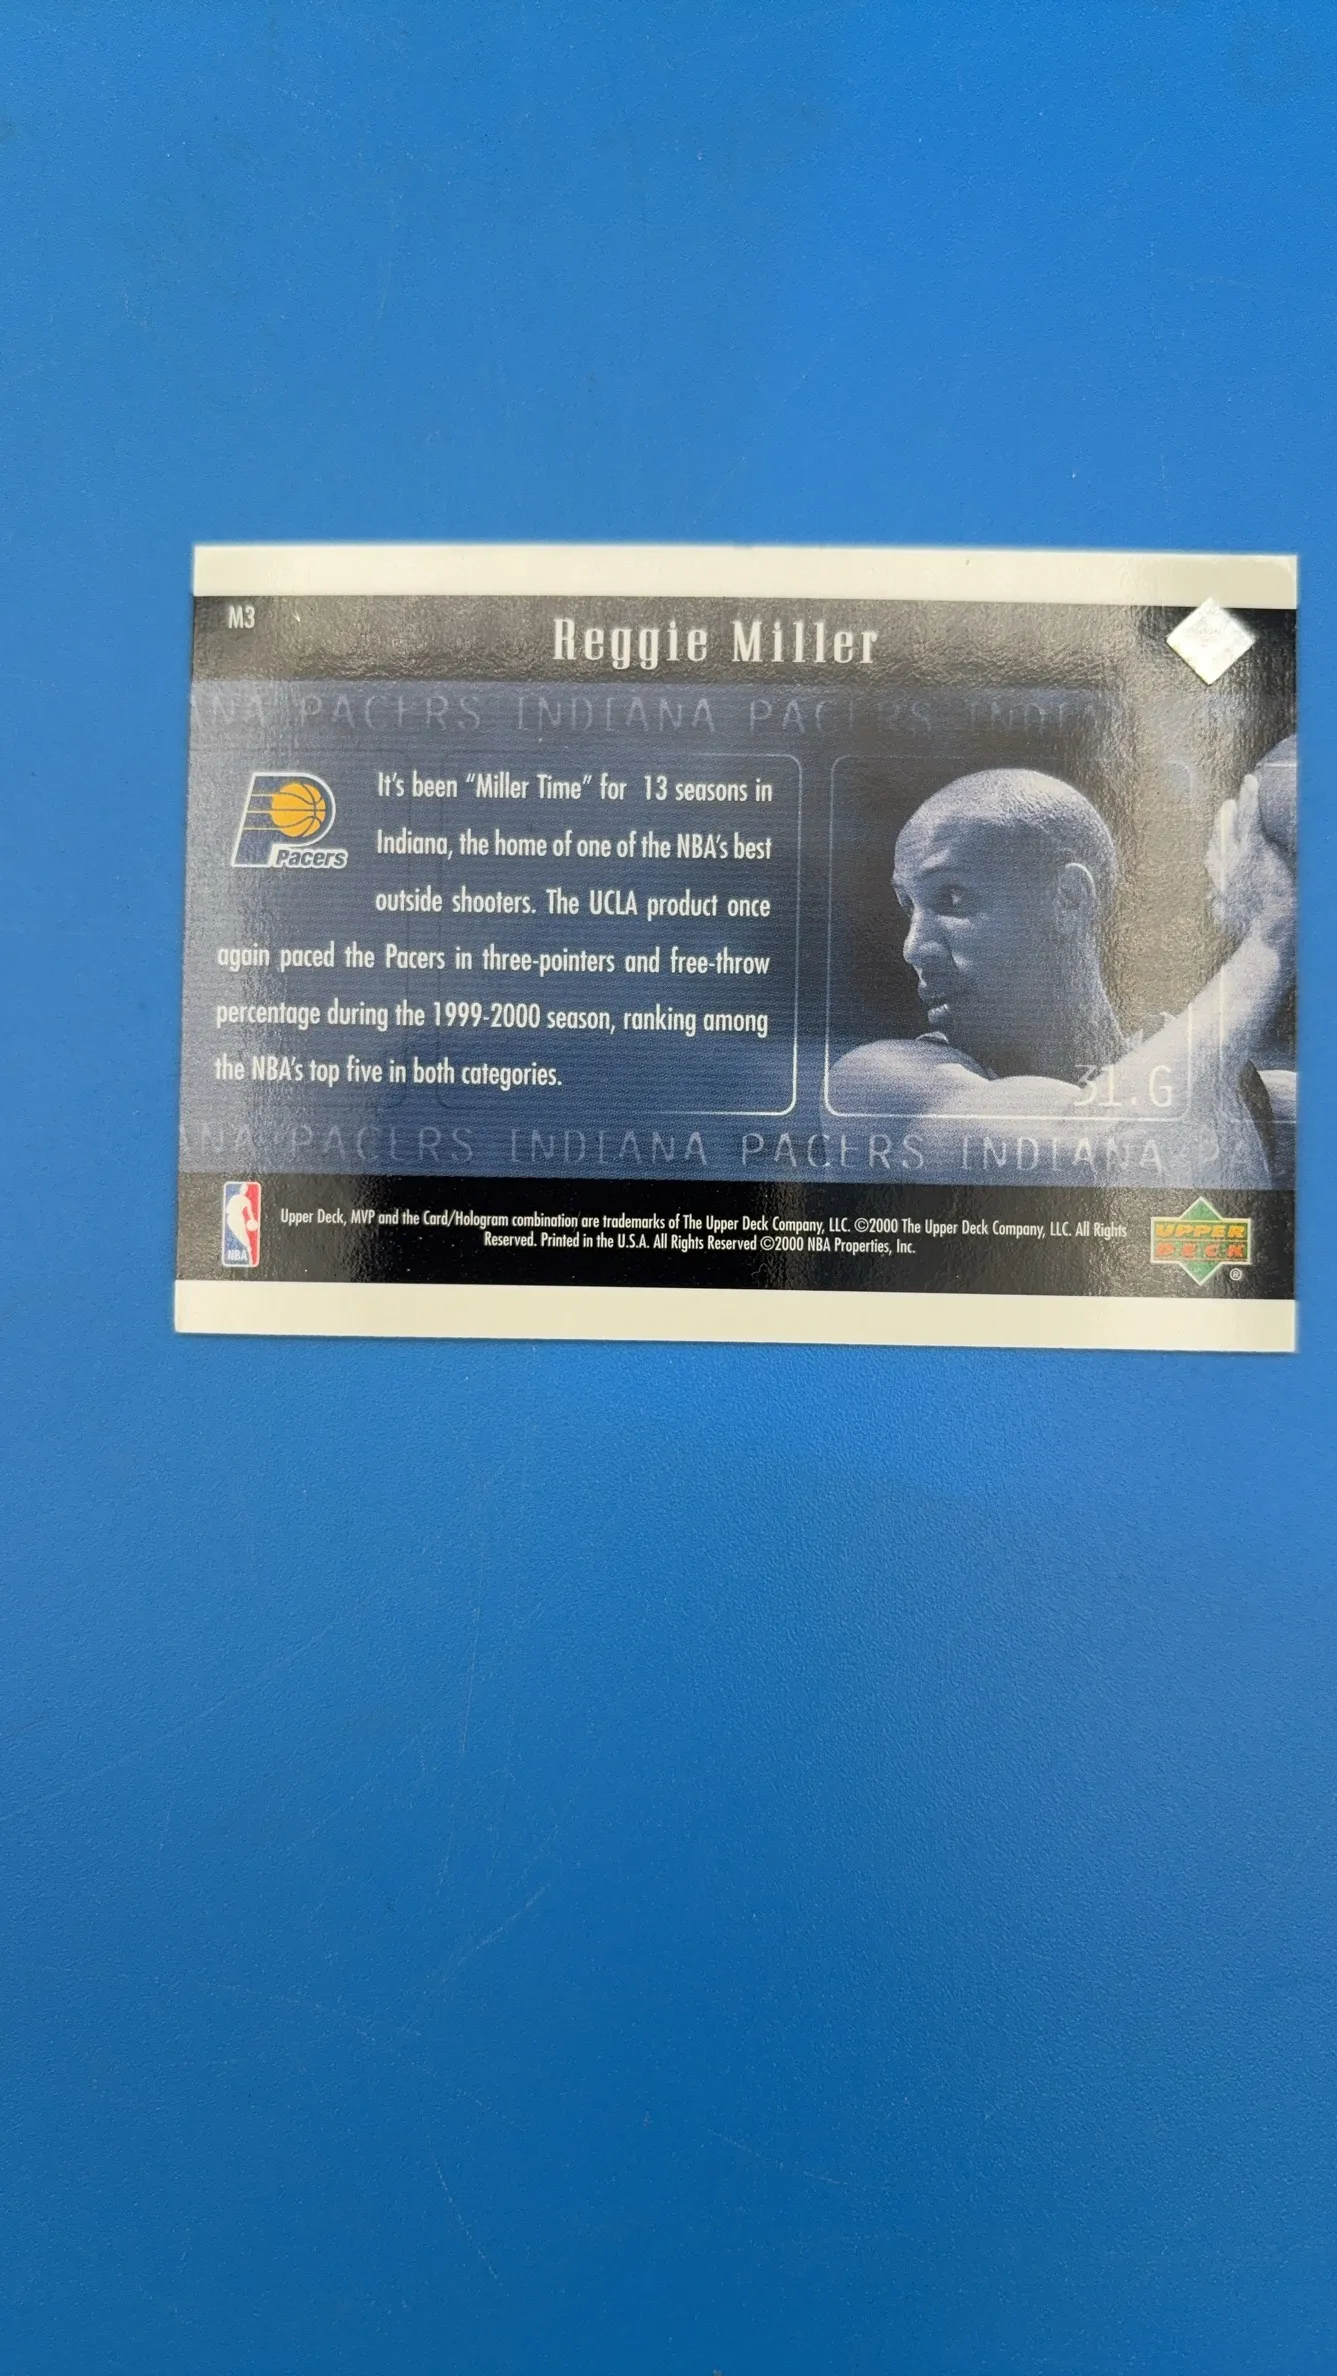 M3
Reggie Miller
NA PACERS INDIANA PACERS INDIANA
It's been "Miller Time" for 13 seasons in
Indiana, the home of one of the NBA's best
outside shooters. The UCLA product once
again paced the Pacers in three-pointers and free-throw
percentage during the 1999-2000 season, ranking among
the NBA's top five in both categories.
Pacers
31.G
ANA PACERS INDIANA PACERS INDIANA PAC
NBA
Upper Deck, MVP and the Card/Hologram combination are trademarks of The Upper Deck Company, LLC. ©2000 The Upper Deck Company, LLC. All Rights
Reserved. Printed in the U.S.A. All Rights Reserved ©2000 NBA Properties, Inc.
UPPER
DECK
®